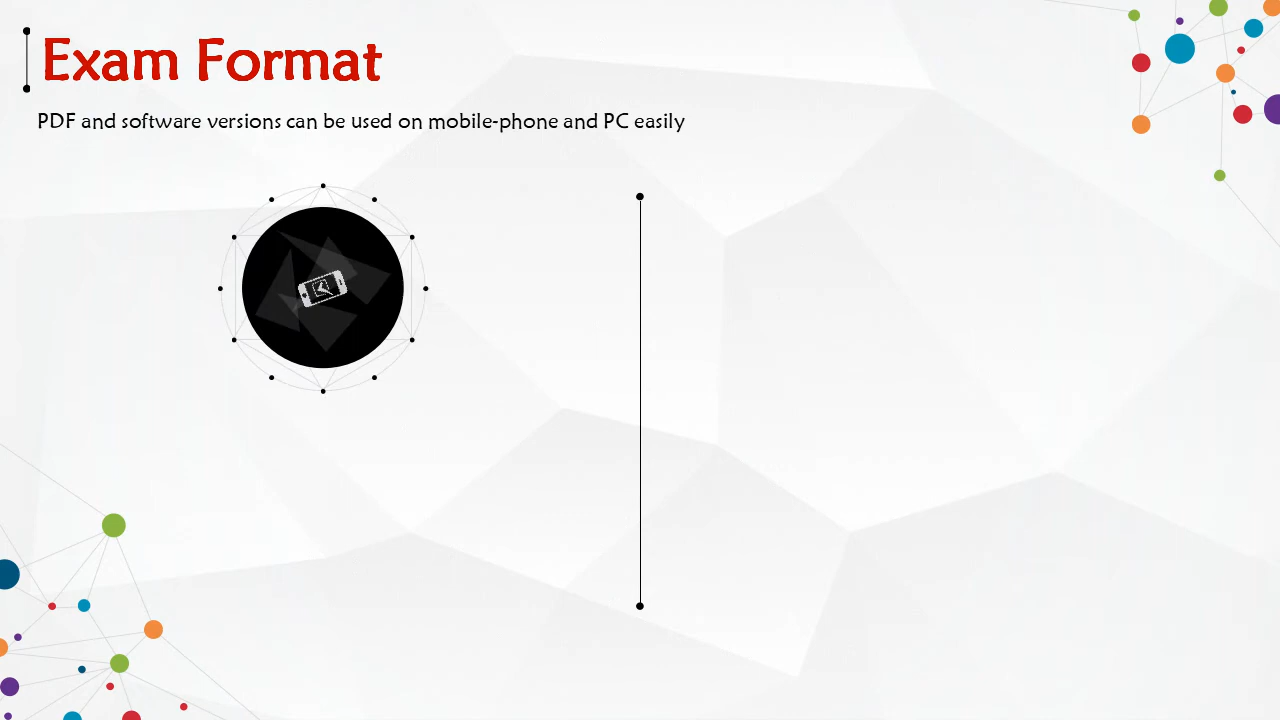 Exam Format
PDF and software versions can be used on mobile-phone and PC easily